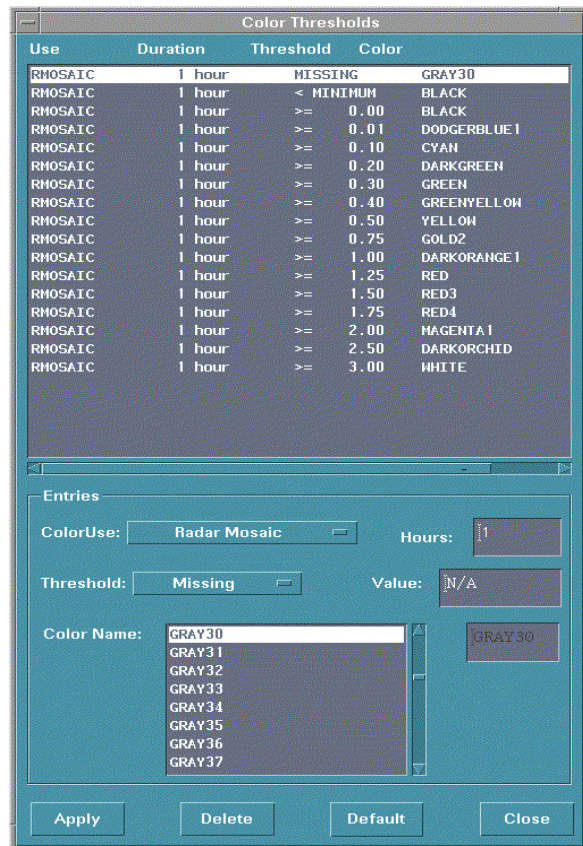 Color Thresholds
Use Duration Threshold Color
RMOSAIC 1 hour MISSING GRAY30
RMOSAIC 1 hour < MINIMUM BLACK
RMOSAIC 1 hour >= 0.00 BLACK
RMOSAIC 1 hour >= 0.01 DODGERBLUE1
RMOSAIC 1 hour >= 0.10 CYAN
RMOSAIC 1 hour >= 0.20 DARKGREEN
RMOSAIC 1 hour >= 0.30 GREEN
RMOSAIC 1 hour >= 0.40 GREENYELLOW
RMOSAIC 1 hour >= 0.50 YELLOW
RMOSAIC 1 hour >= 0.75 GOLD2
RMOSAIC 1 hour >= 1.00 DARKORANGE1
RMOSAIC 1 hour >= 1.25 RED
RMOSAIC 1 hour >= 1.50 RED3
RMOSAIC 1 hour >= 1.75 RED4
RMOSAIC 1 hour >= 2.00 MAGENTA1
RMOSAIC 1 hour >= 2.50 DARKORCHID
RMOSAIC 1 hour >= 3.00 WHITE
Entries
ColorUse: Radar Mosaic Hours: 1
Threshold: Missing Value: N/A
Color Name: GRAY30 GRAY30
GRAY31
GRAY32
GRAY33
GRAY34
GRAY35
GRAY36
GRAY37
Apply Delete Default Close